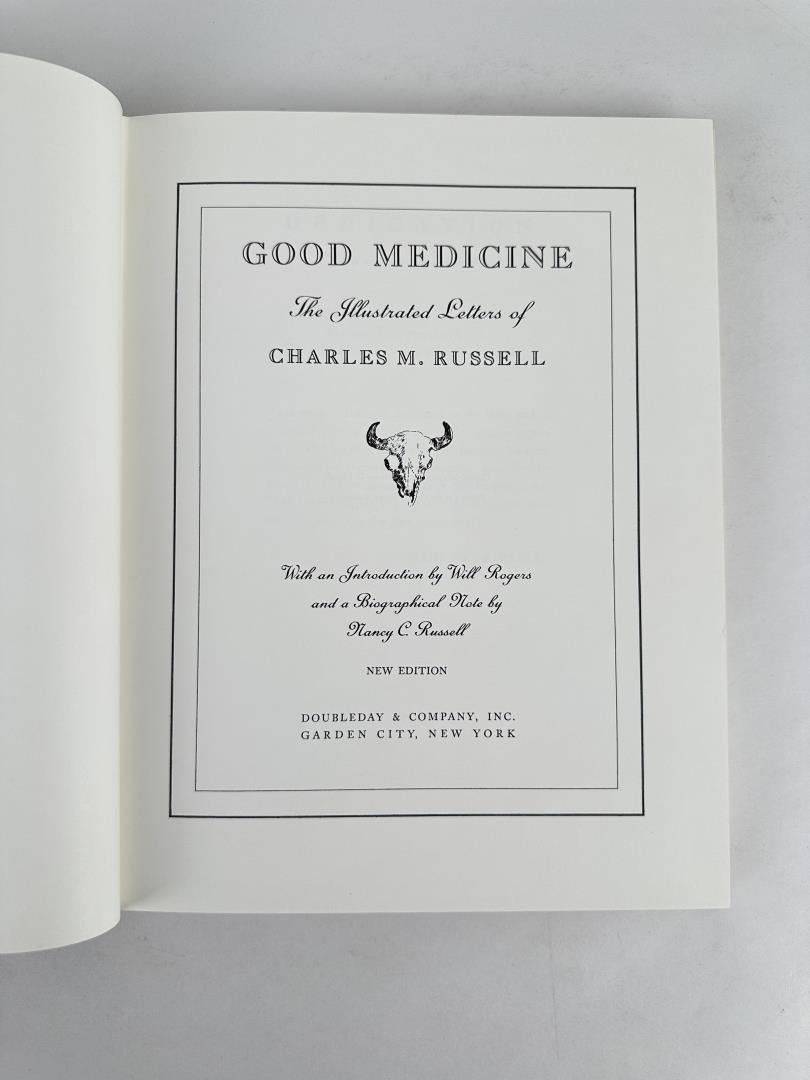 GOOD MEDICINE
The Illustrated Letters of
CHARLES M. RUSSELL
With an Introduction by Will Rogers
and a Biographical Note by
Nancy C. Russell
NEW EDITION
DOUBLEDAY & COMPANY, INC.
GARDEN CITY, NEW YORK